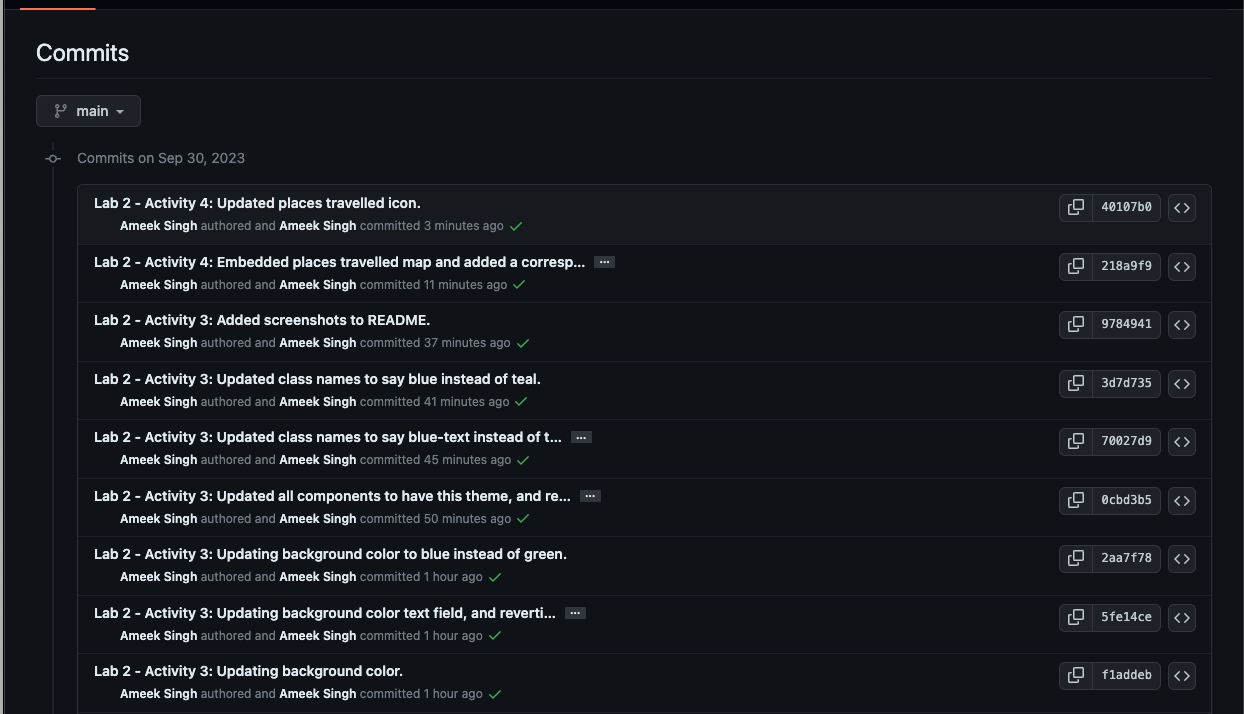 Commits
main
Commits on Sep 30, 2023
Lab 2 - Activity 4: Updated places travelled icon.
40107b0
Ameek Singh authored and Ameek Singh committed 3 minutes ago
Lab 2 - Activity 4: Embedded places travelled map and added a corresp... ...
218a9f9
Ameek Singh authored and Ameek Singh committed 11 minutes ago
Lab 2 - Activity 3: Added screenshots to README.
9784941
Ameek Singh authored and Ameek Singh committed 37 minutes ago
Lab 2 - Activity 3: Updated class names to say blue instead of teal.
3d7d735
Ameek Singh authored and Ameek Singh committed 41 minutes ago
Lab 2 - Activity 3: Updated class names to say blue-text instead of t... ...
70027d9
Ameek Singh authored and Ameek Singh committed 45 minutes ago
Lab 2 - Activity 3: Updated all components to have this theme, and re... ...
0cbd3b5
Ameek Singh authored and Ameek Singh committed 50 minutes ago
Lab 2 - Activity 3: Updating background color to blue instead of green.
2aa7f78
Ameek Singh authored and Ameek Singh committed 1 hour ago
Lab 2 - Activity 3: Updating background color text field, and reverti... ...
5fe14ce
Ameek Singh authored and Ameek Singh committed 1 hour ago
Lab 2 - Activity 3: Updating background color.
f1addeb
Ameek Singh authored and Ameek Singh committed 1 hour ago